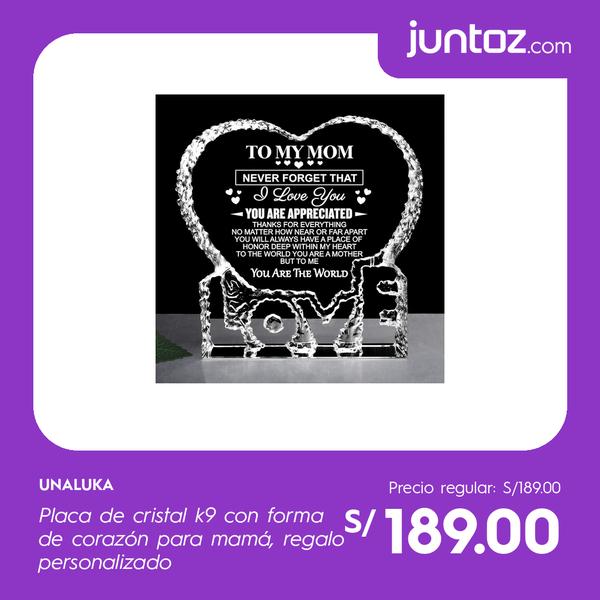 juntoz.com
TO MY MOM
NEVER FORGET THAT
I Love You
YOU ARE APPRECIATED
THANKS FOR EVERYTHING
NO MATTER HOW NEAR OR FAR APART
YOU WILL ALWAYS HAVE A PLACE OF
HONOR DEEP WITHIN MY HEART
TO THE WORLD YOU ARE A MOTHER
BUT TO ME
YOU ARE THE WORLD
LOVE
UNALUKA
Placa de cristal k9 con forma
de corazón para mamá, regalo
personalizado
Precio regular: S/189.00
S/ 189.00